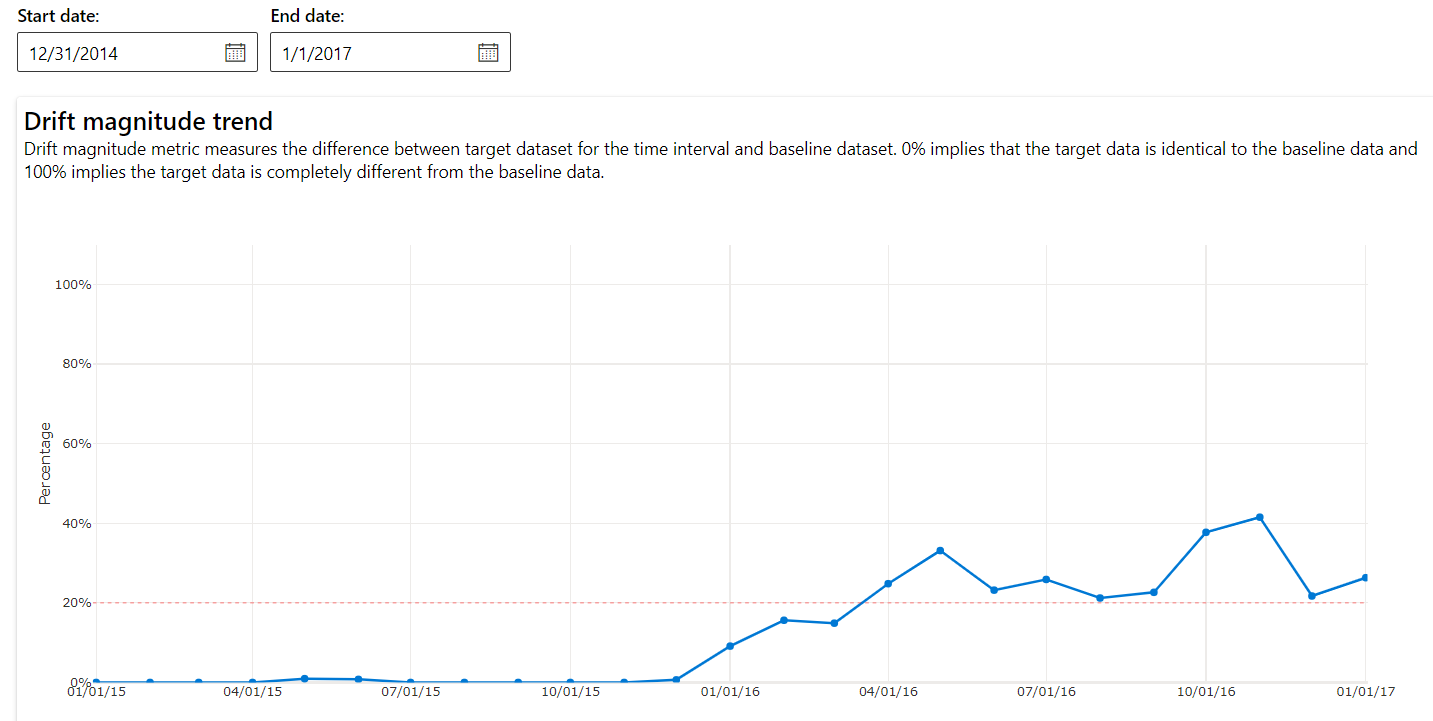 Start date:
End date:
12/31/2014
1/1/2017
Drift magnitude trend
Drift magnitude metric measures the difference between target dataset for the time interval and baseline dataset. 0% implies that the target data is identical to the baseline data and
100% implies the target data is completely different from the baseline data.
100%
80%
60%
40%
20%
0%
Percentage
01/01/15
04/01/15
07/01/15
10/01/15
01/01/16
04/01/16
07/01/16
10/01/16
01/01/17